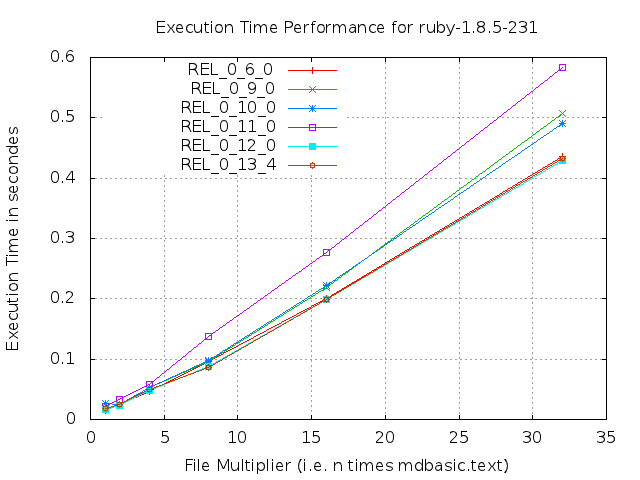 Execution Time Performance for ruby-1.8.5-231
Execution Time in secondes
0.6
0.5
0.4
0.3
0.2
0.1
0
REL_0_6_0
REL_0_9_0
REL_0_10_0
REL_0_11_0
REL_0_12_0
REL_0_13_4
0 5 10 15 20 25 30 35
File Multiplier (i.e. n times mdbasic.text)